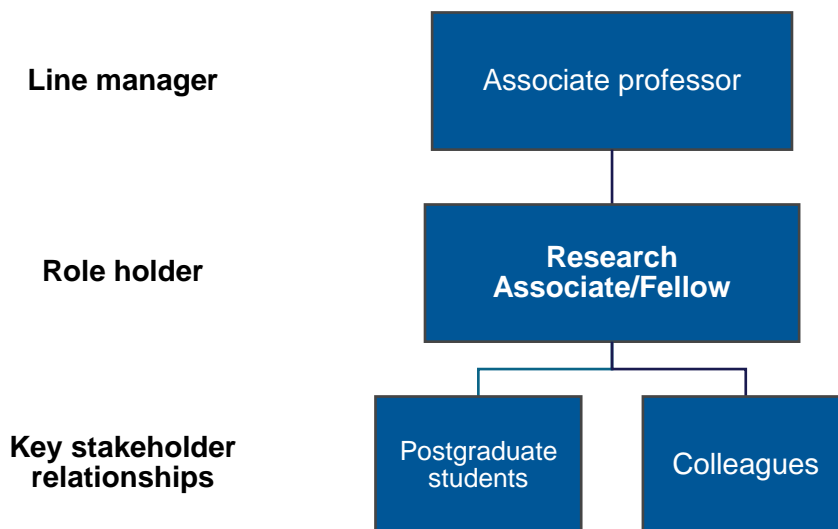 Line manager
Associate professor
Role holder
Research
Associate/Fellow
Key stakeholder
relationships
Postgraduate
students
Colleagues